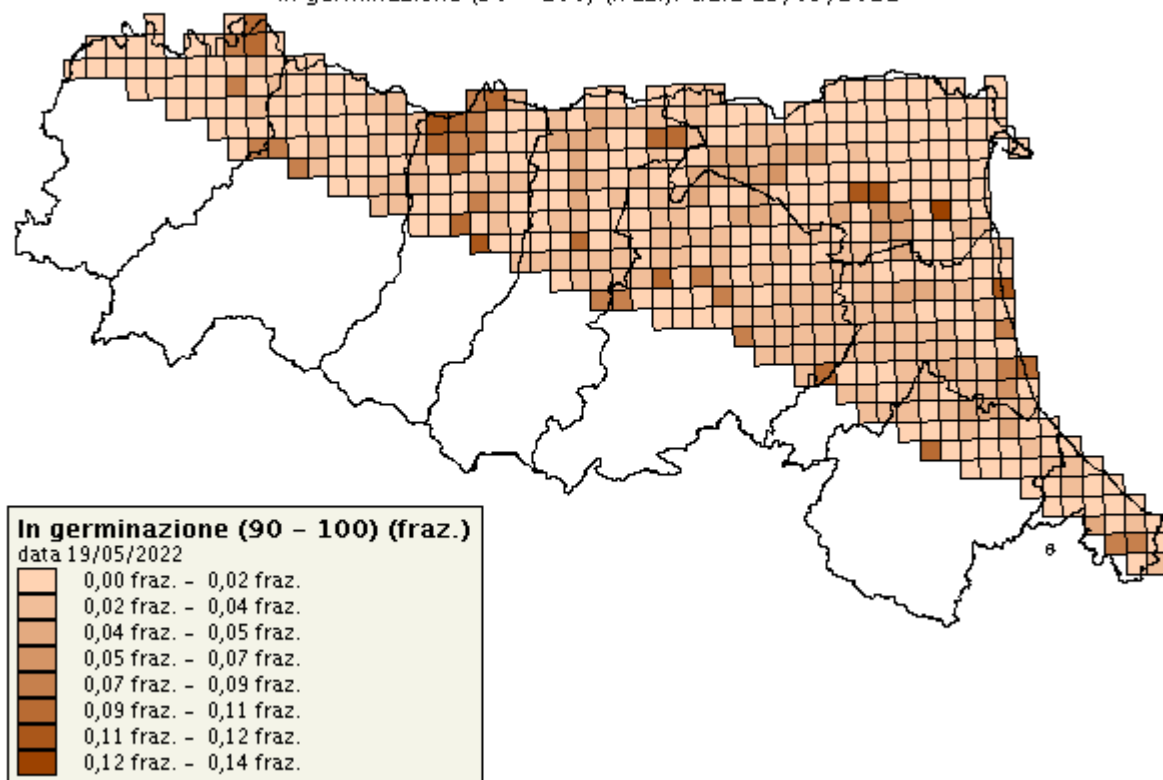 In germinazione (90 – 100) (fraz.)
data 19/05/2022
0,00 fraz. – 0,02 fraz.
0,02 fraz. – 0,04 fraz.
0,04 fraz. – 0,05 fraz.
0,05 fraz. – 0,07 fraz.
0,07 fraz. – 0,09 fraz.
0,09 fraz. – 0,11 fraz.
0,11 fraz. – 0,12 fraz.
0,12 fraz. – 0,14 fraz.